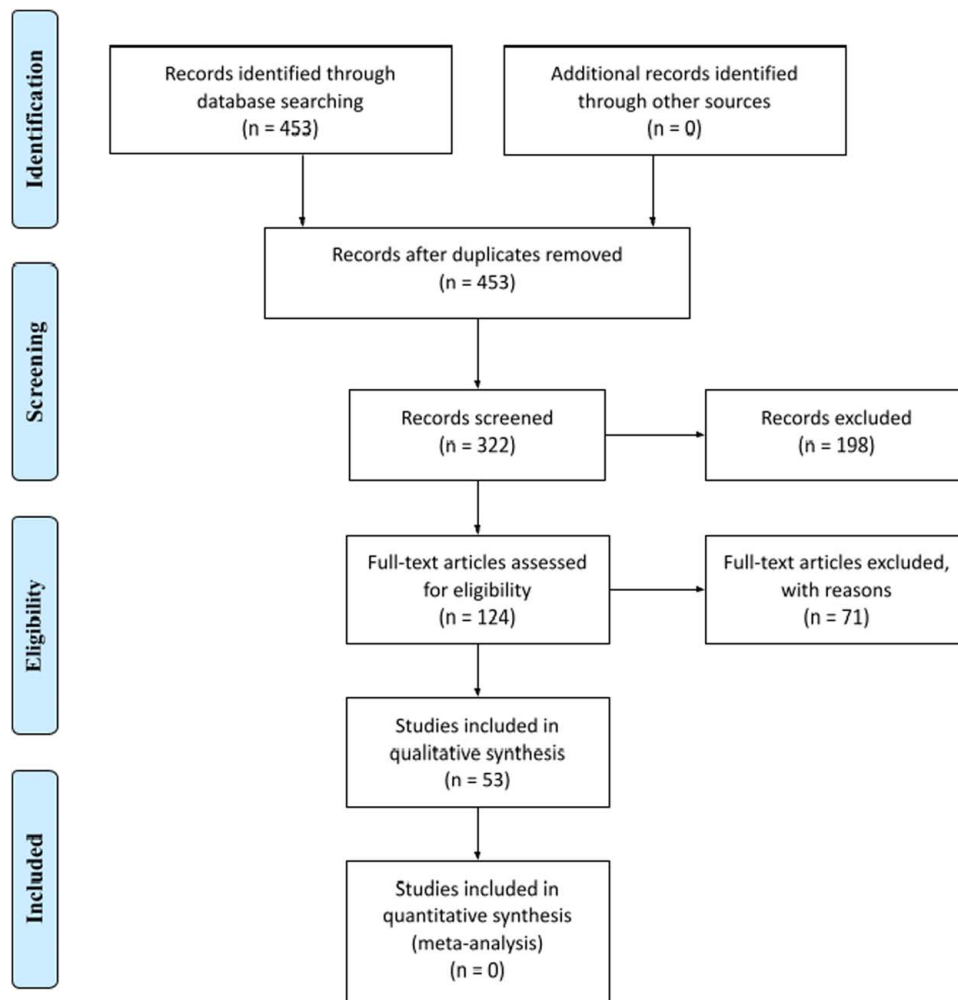 Identification
Records identified through
database searching
(n = 453)
Additional records identified
through other sources
(n = 0)
Records after duplicates removed
(n = 453)
Screening
Records screened
(n = 322)
Records excluded
(n = 198)
Eligibility
Full-text articles assessed
for eligibility
(n = 124)
Full-text articles excluded,
with reasons
(n = 71)
Studies included in
qualitative synthesis
(n = 53)
Included
Studies included in
quantitative synthesis
(meta-analysis)
(n = 0)